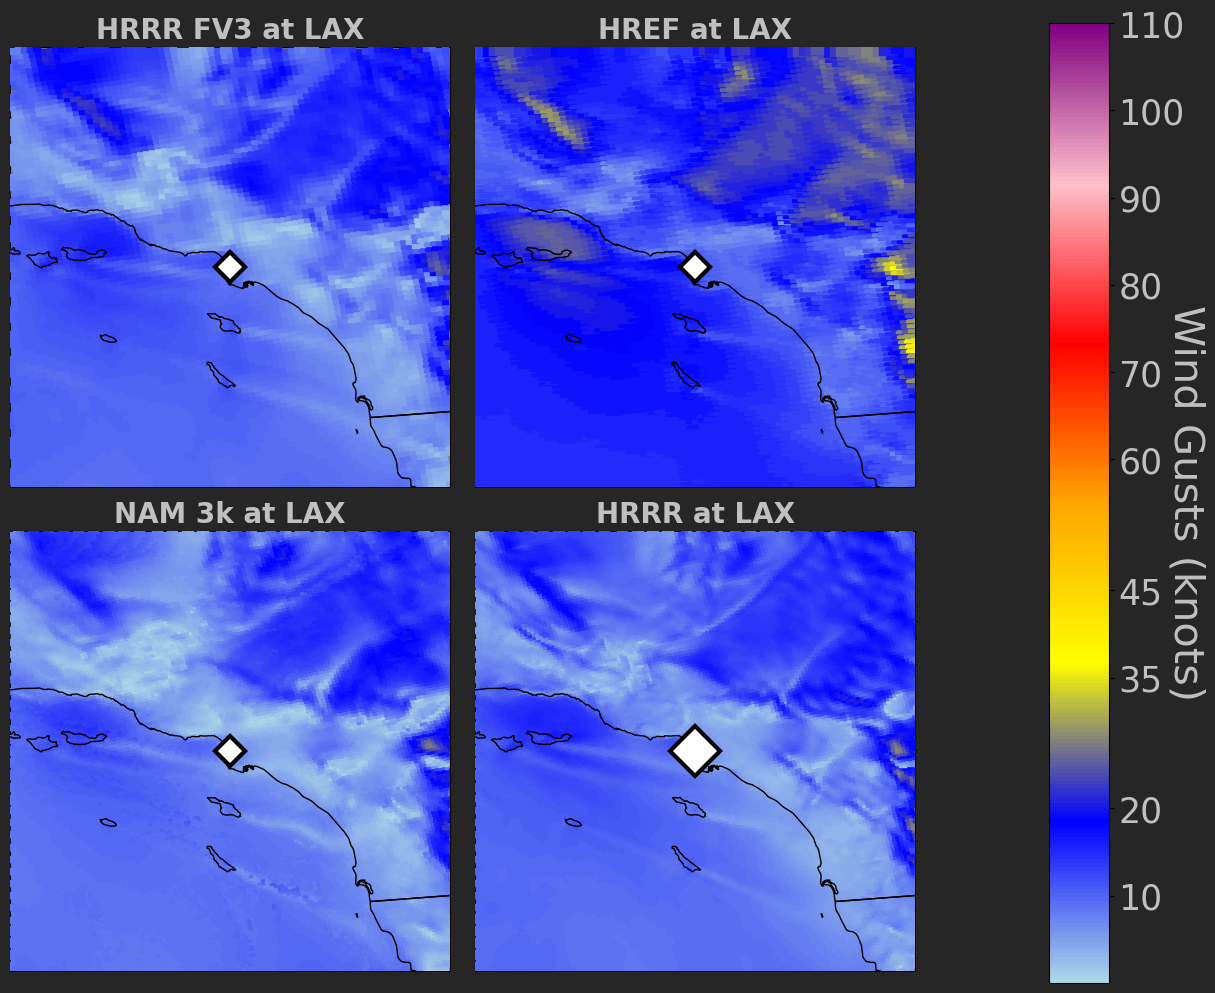 HRRR FV3 at LAX
HREF at LAX
NAM 3k at LAX
HRRR at LAX
110
100
90
80
70
60
45
35
20
10
Wind Gusts (knots)